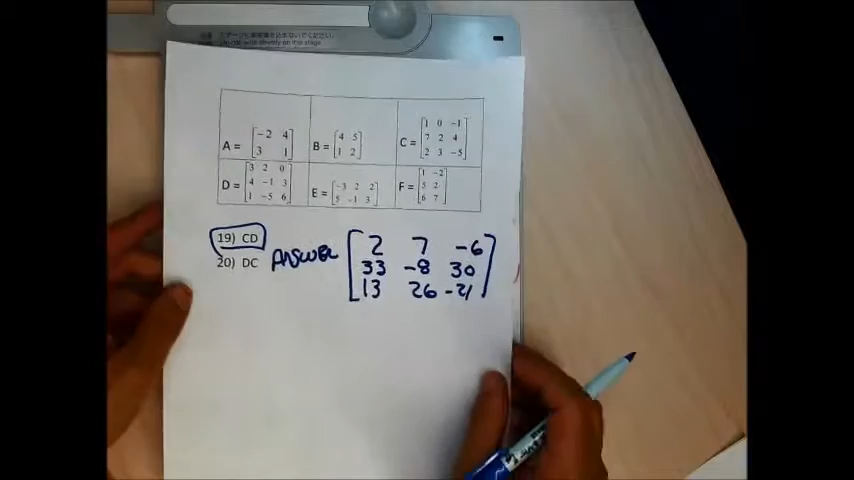 A = [-2 4 3 1] B = [4 5 1 2] C = [1 0 -1 7 2 4 2 3 -5]
D = [3 2 0 4 -1 3 1 -5 6] E = [-3 2 2 5 -1 3] F = [1 -2 5 2 6 7]
19) CD
20) DC ANSWER
[2 7 -6
33 -8 30
13 26 -21]